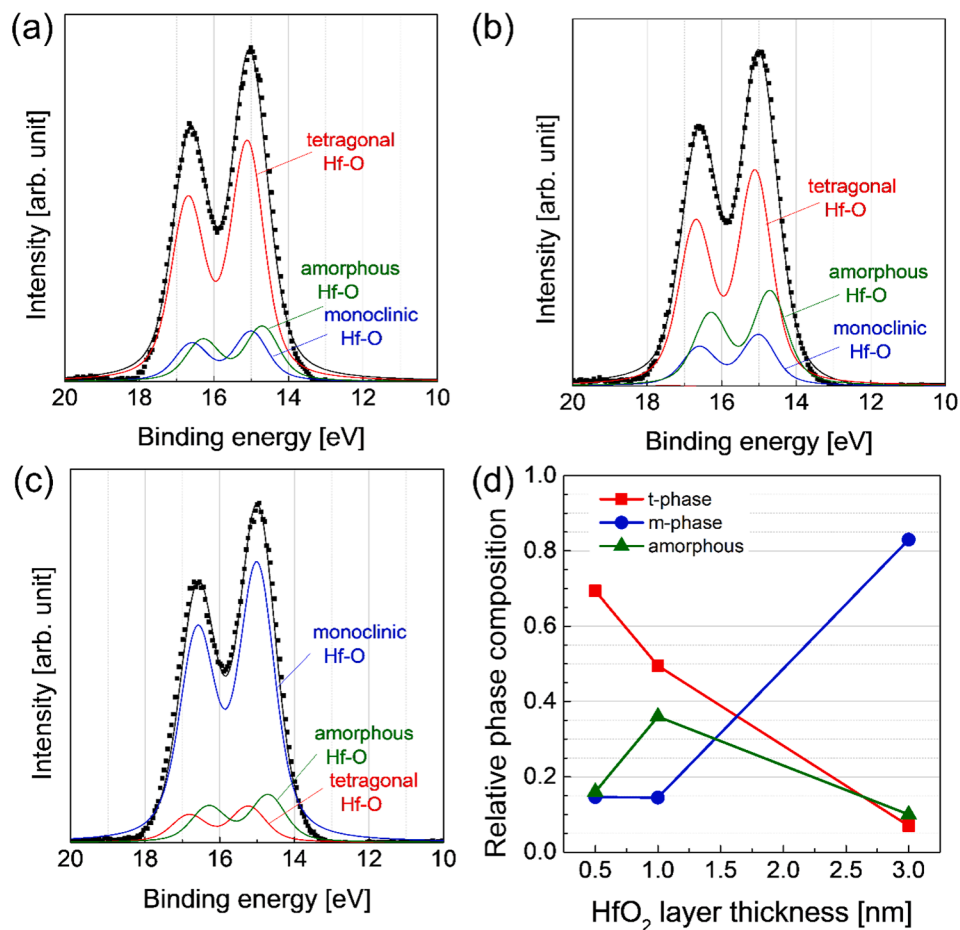 (a)
Intensity [arb. unit]
tetragonal
Hf-O
amorphous
Hf-O
monoclinic
Hf-O
20 18 16 14 12 10
Binding energy [eV]
(b)
Intensity [arb. unit]
tetragonal
Hf-O
amorphous
Hf-O
monoclinic
Hf-O
20 18 16 14 12 10
Binding energy [eV]
(c)
Intensity [arb. unit]
monoclinic
Hf-O
amorphous
Hf-O
tetragonal
Hf-O
20 18 16 14 12 10
Binding energy [eV]
(d)
Relative phase composition
1.0
0.8
0.6
0.4
0.2
0.0
t-phase
m-phase
amorphous
0.5 1.0 1.5 2.0 2.5 3.0
HfO₂ layer thickness [nm]